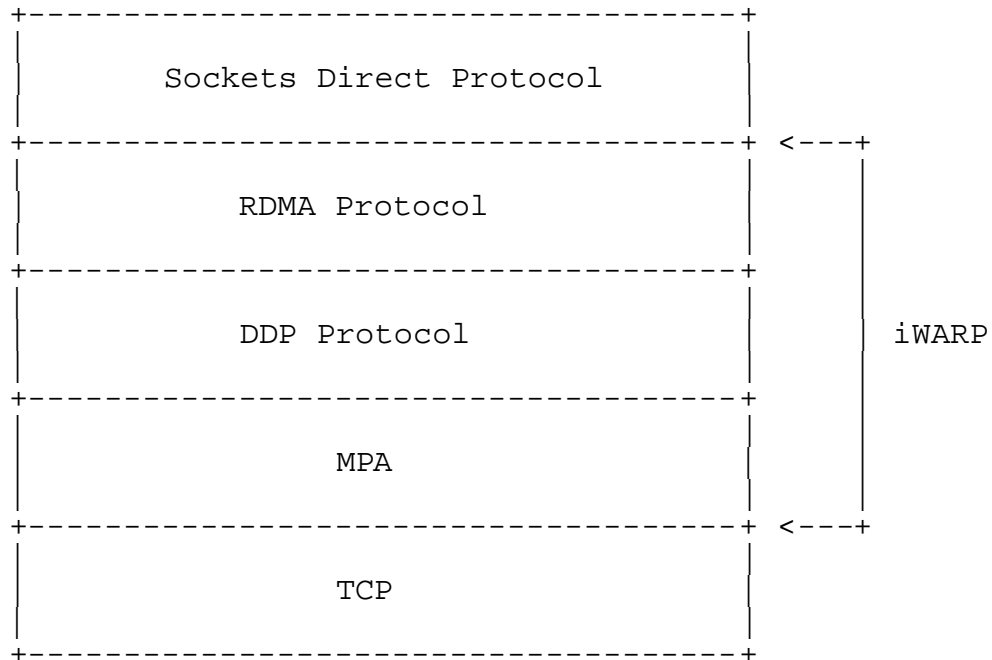 Sockets Direct Protocol
RDMA Protocol
DDP Protocol
iWARP
MPA
TCP